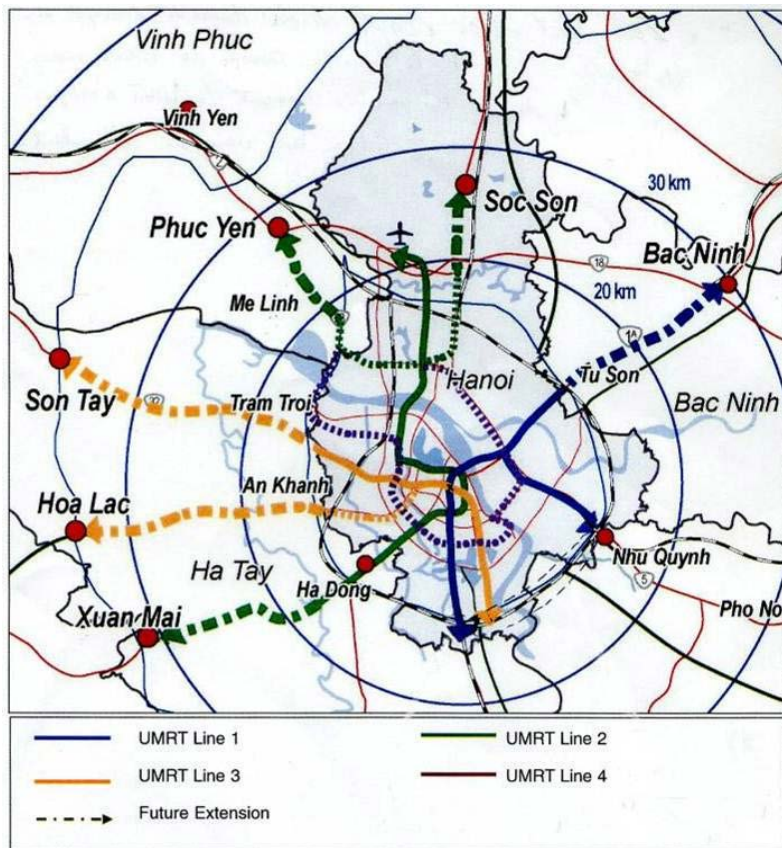 Vinh Phuc
Vinh Yen
2
30 km
Soc Son
Phuc Yen
Bac Ninh
18
20 km
Me Linh
1A
Hanoi
Tu Son
Son Tay
Tram Troi
Bac Ninh
An Khanh
Hoa Lac
Nhu Quynh
Ha Tay
Ha Dong
5
Xuan Mai
Pho No
UMRT Line 1
UMRT Line 2
UMRT Line 3
UMRT Line 4
Future Extension